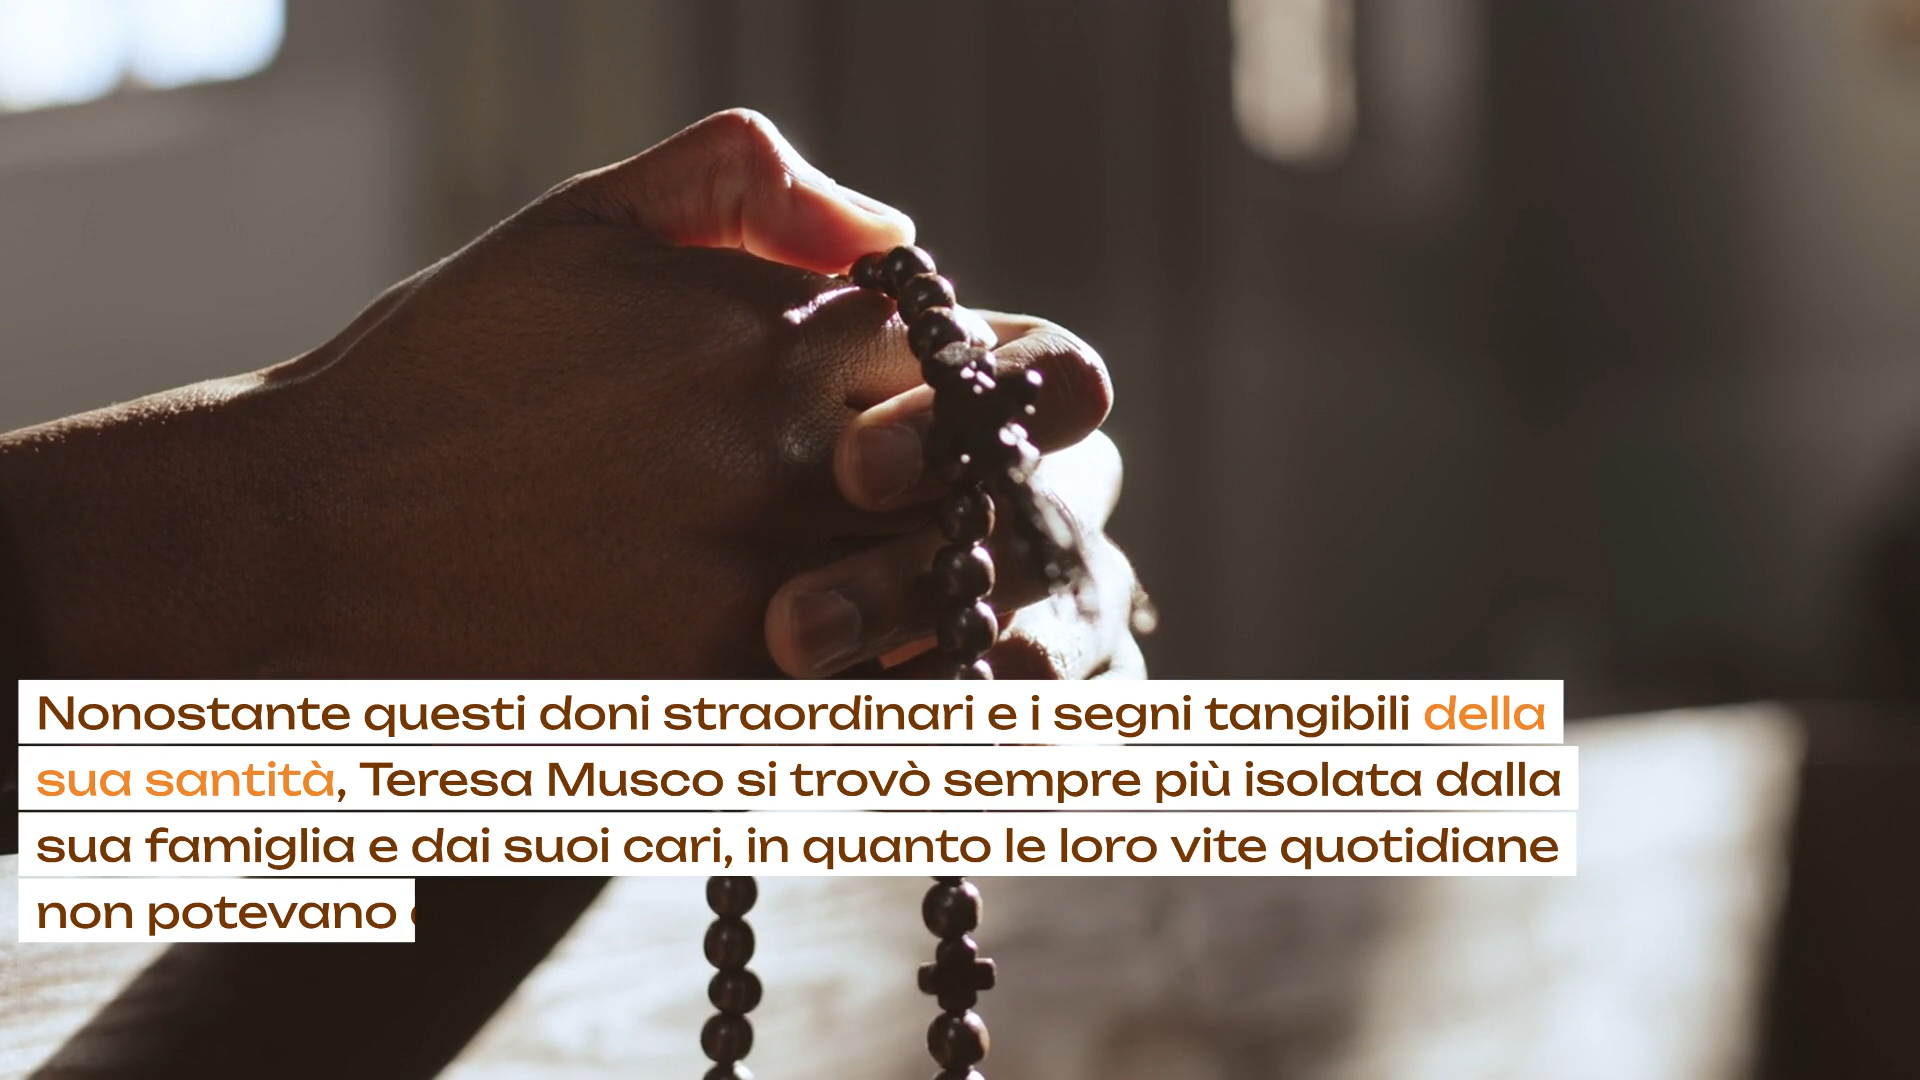 Nonostante questi doni straordinari e i segni tangibili della
sua santità, Teresa Musco si trovò sempre più isolata dalla
sua famiglia e dai suoi cari, in quanto le loro vite quotidiane
non potevano